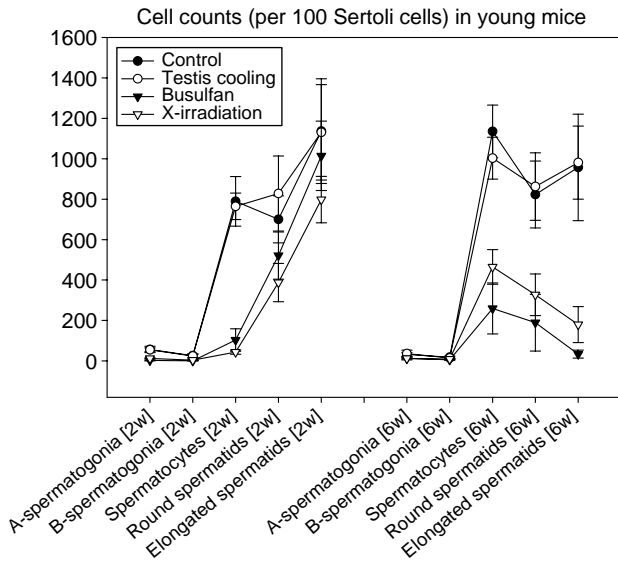 Cell counts (per 100 Sertoli cells) in young mice
1600
1400
1200
1000
800
600
400
200
0
Control
Testis cooling
Busulfan
X-irradiation
A-spermatogonia [2w]
B-spermatogonia [2w]
Spermatocytes [2w]
Round spermatids [2w]
Elongated spermatids [2w]
A-spermatogonia [6w]
B-spermatogonia [6w]
Spermatocytes [6w]
Round spermatids [6w]
Elongated spermatids [6w]